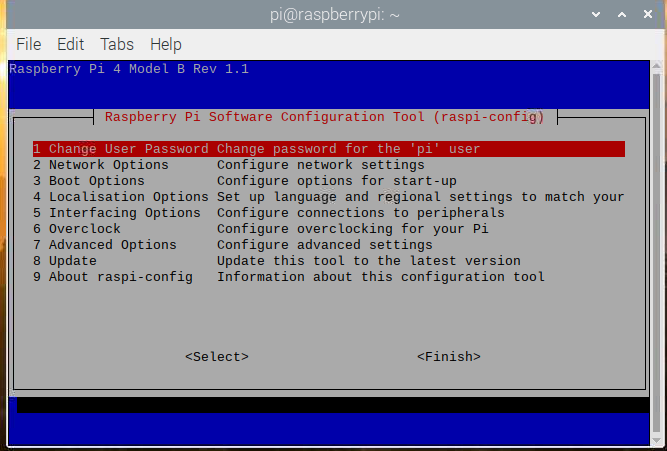 pi@raspberrypi: ~
File Edit Tabs Help
Raspberry Pi 4 Model B Rev 1.1
Raspberry Pi Software Configuration Tool (raspi-config)
1 Change User Password Change password for the 'pi' user
2 Network Options Configure network settings
3 Boot Options Configure options for start-up
4 Localisation Options Set up language and regional settings to match your
5 Interfacing Options Configure connections to peripherals
6 Overclock Configure overclocking for your Pi
7 Advanced Options Configure advanced settings
8 Update Update this tool to the latest version
9 About raspi-config Information about this configuration tool
<Select> <Finish>